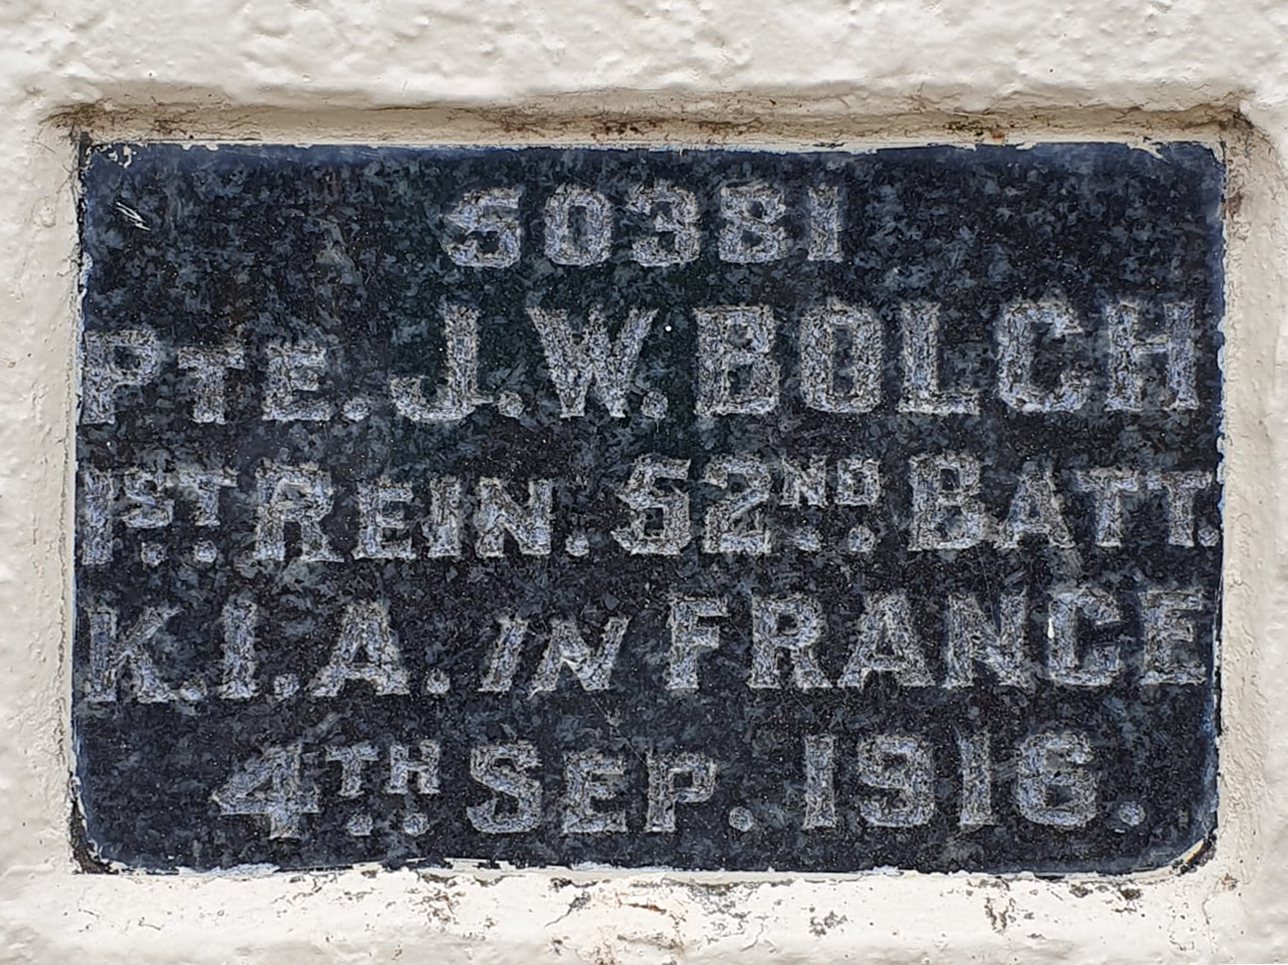 50381
PTE. J.W. BOLCH
1ST. REIN. 52ND. BATT.
K.I.A. IN FRANCE
4TH. SEP. 1916.